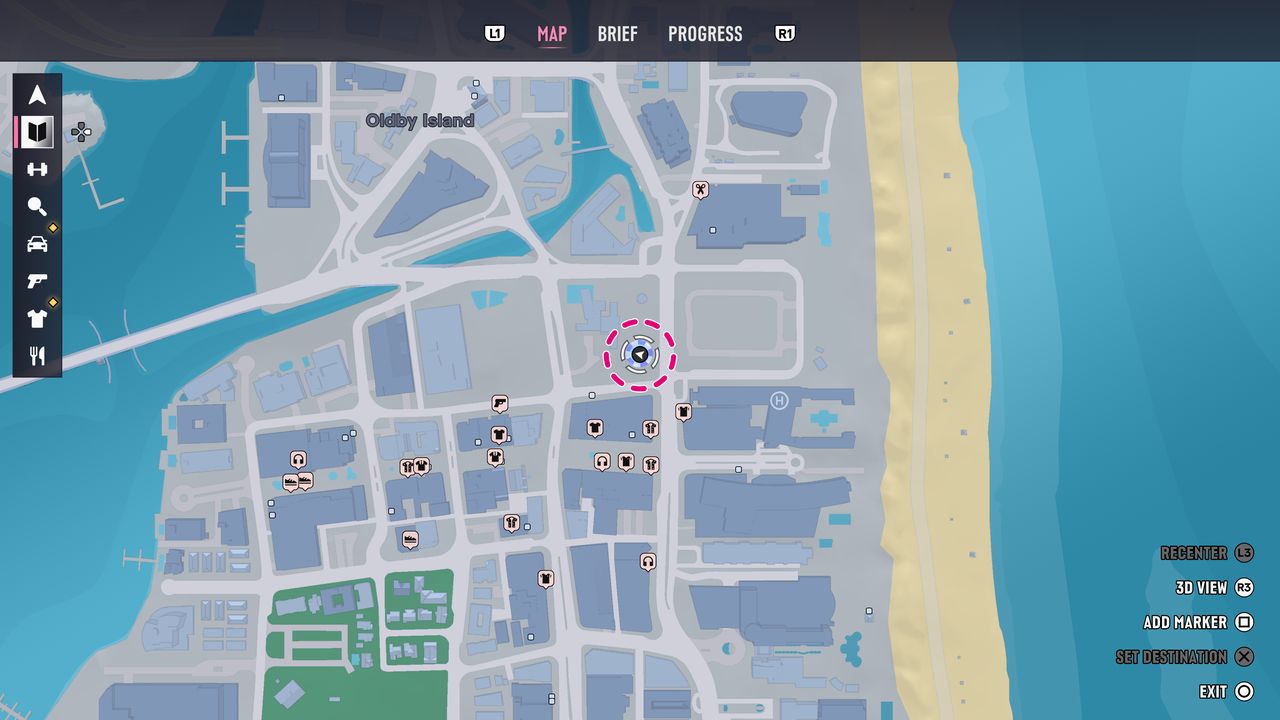 L1 MAP BRIEF PROGRESS R1
Oldby Island
H
RECENTER L3
3D VIEW R3
ADD MARKER
SET DESTINATION
EXIT